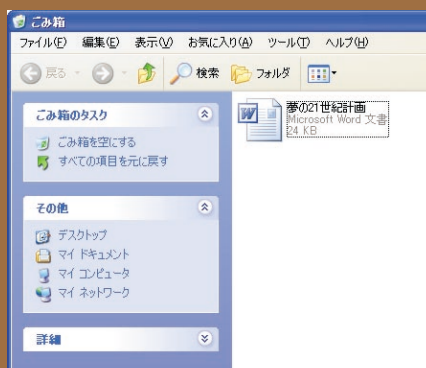 ごみ箱
ファイル(F) 編集(E) 表示(V) お気に入り(A) ツール(T) ヘルプ(H)
戻る 検索 フォルダ
ごみ箱のタスク
ごみ箱を空にする
すべての項目を元に戻す
その他
デスクトップ
マイ ドキュメント
マイ コンピュータ
マイ ネットワーク
詳細
夢の21世紀計画
Microsoft Word 文書
24 KB